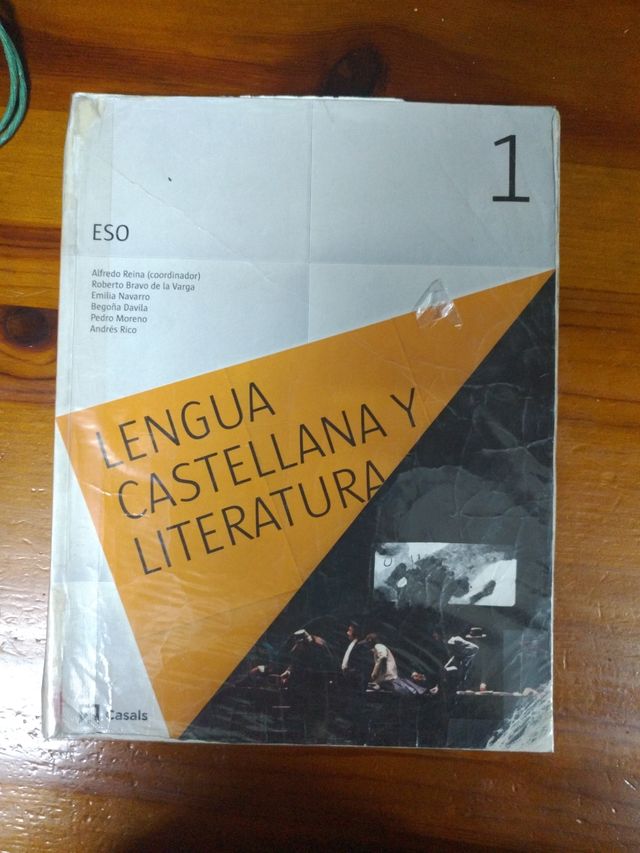 1
ESO
Alfredo Reina (coordinador)
Roberto Bravo de la Varga
Emilia Navarro
Begoña Davila
Pedro Moreno
Andrés Rico
LENGUA
CASTELLANA Y
LITERATURA
Casals